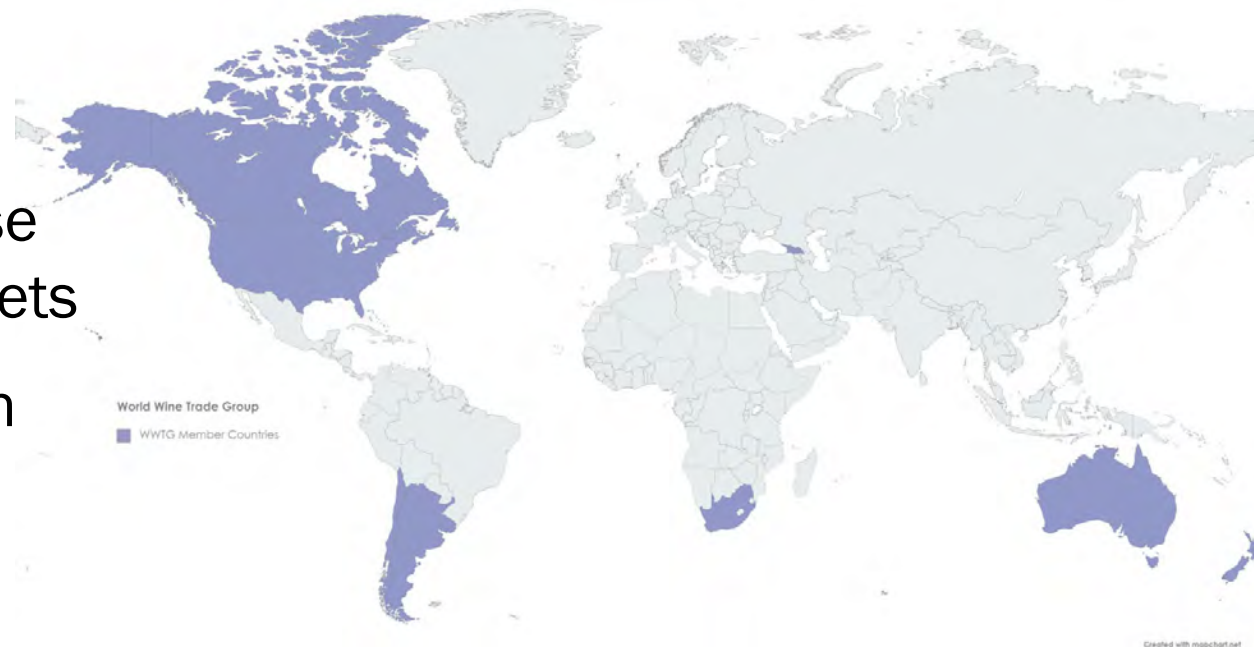 se
ets
n
World Wine Trade Group
WWTG Member Countries
Created with mapchart.net